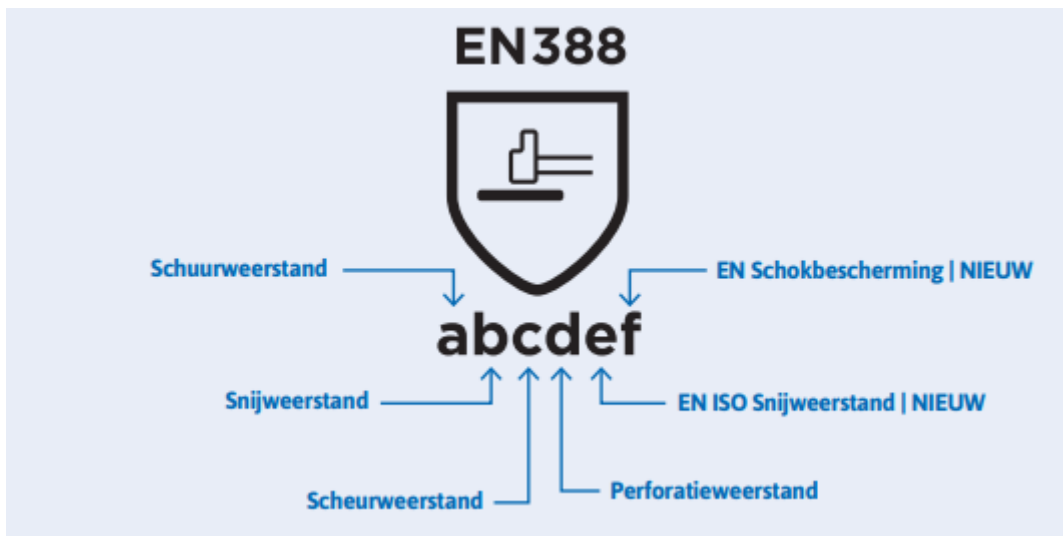 EN388
Schuurweerstand
EN Schokbescherming | NIEUW
abcdef
Snijweerstand
EN ISO Snijweerstand | NIEUW
Scheurweerstand
Perforatieweerstand